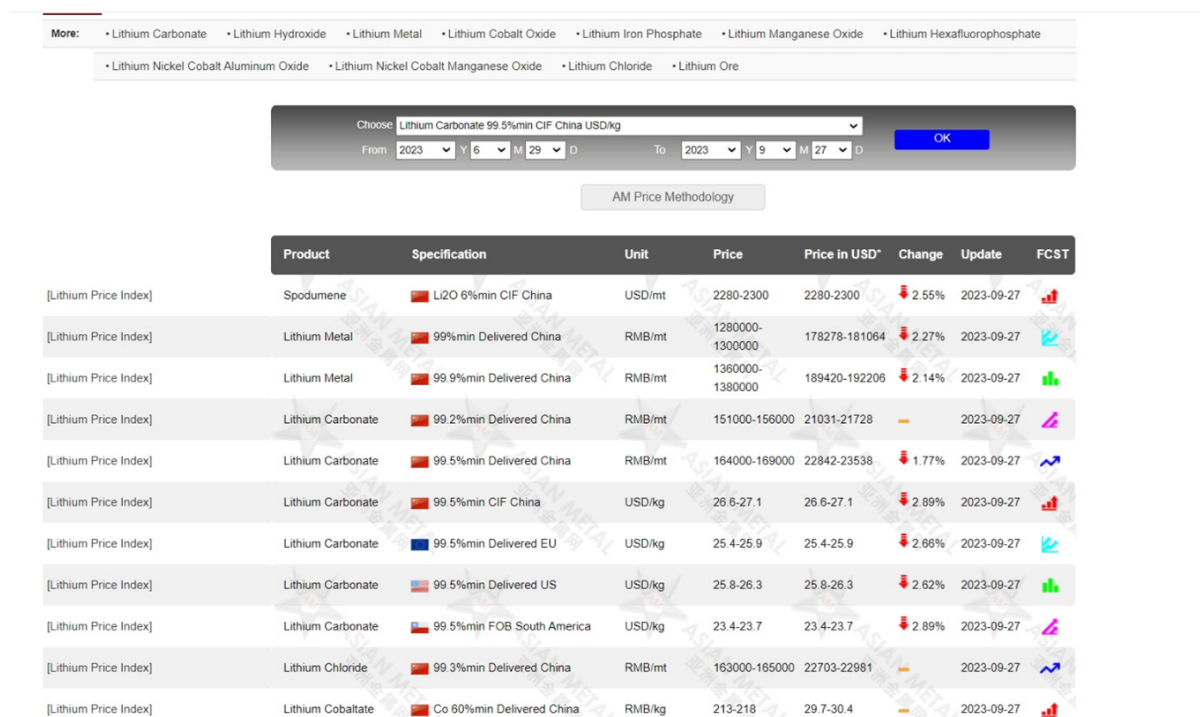 More: • Lithium Carbonate • Lithium Hydroxide • Lithium Metal • Lithium Cobalt Oxide • Lithium Iron Phosphate • Lithium Manganese Oxide • Lithium Hexafluorophosphate
• Lithium Nickel Cobalt Aluminum Oxide • Lithium Nickel Cobalt Manganese Oxide • Lithium Chloride • Lithium Ore
Choose Lithium Carbonate 99.5%min CIF China USD/kg
From 2023 Y 6 M 29 D To 2023 Y 9 M 27 D OK
AM Price Methodology
Product Specification Unit Price Price in USD* Change Update FCST
[Lithium Price Index] Spodumene Li2O 6%min CIF China USD/mt 2280-2300 2280-2300 2.55% 2023-09-27
[Lithium Price Index] Lithium Metal 99%min Delivered China RMB/mt 1280000-1300000 178278-181064 2.27% 2023-09-27
[Lithium Price Index] Lithium Metal 99.9%min Delivered China RMB/mt 1360000-1380000 189420-192206 2.14% 2023-09-27
[Lithium Price Index] Lithium Carbonate 99.2%min Delivered China RMB/mt 151000-156000 21031-21728 2023-09-27
[Lithium Price Index] Lithium Carbonate 99.5%min Delivered China RMB/mt 164000-169000 22842-23538 1.77% 2023-09-27
[Lithium Price Index] Lithium Carbonate 99.5%min CIF China USD/kg 26.6-27.1 26.6-27.1 2.89% 2023-09-27
[Lithium Price Index] Lithium Carbonate 99.5%min Delivered EU USD/kg 25.4-25.9 25.4-25.9 2.66% 2023-09-27
[Lithium Price Index] Lithium Carbonate 99.5%min Delivered US USD/kg 25.8-26.3 25.8-26.3 2.62% 2023-09-27
[Lithium Price Index] Lithium Carbonate 99.5%min FOB South America USD/kg 23.4-23.7 23.4-23.7 2.89% 2023-09-27
[Lithium Price Index] Lithium Chloride 99.3%min Delivered China RMB/mt 163000-165000 22703-22981 2023-09-27
[Lithium Price Index] Lithium Cobaltate Co 60%min Delivered China RMB/kg 213-218 29.7-30.4 2023-09-27
ASIAN METAL
亚洲金属网